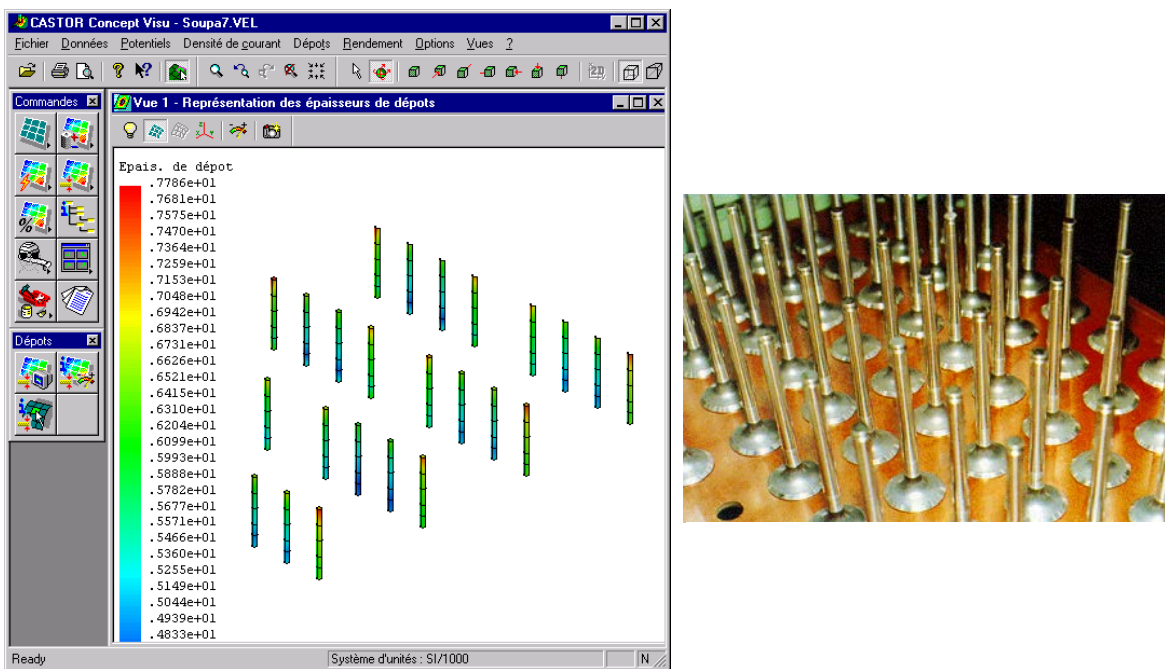 CASTOR Concept Visu - Soupa7.VEL
Fichier Données Potentiels Densité de courant Dépots Rendement Options Vues ?
Commandes
Vue 1 - Représentation des épaisseurs de dépots
Epais. de dépot
.7786e+01
.7681e+01
.7575e+01
.7470e+01
.7364e+01
.7259e+01
.7153e+01
.7048e+01
.6942e+01
.6837e+01
.6731e+01
.6626e+01
.6521e+01
.6415e+01
.6310e+01
.6204e+01
.6099e+01
.5993e+01
.5888e+01
.5782e+01
.5677e+01
.5571e+01
.5466e+01
.5360e+01
.5255e+01
.5149e+01
.5044e+01
.4939e+01
.4833e+01
Dépots
Ready
Système d'unités : SI/1000
N